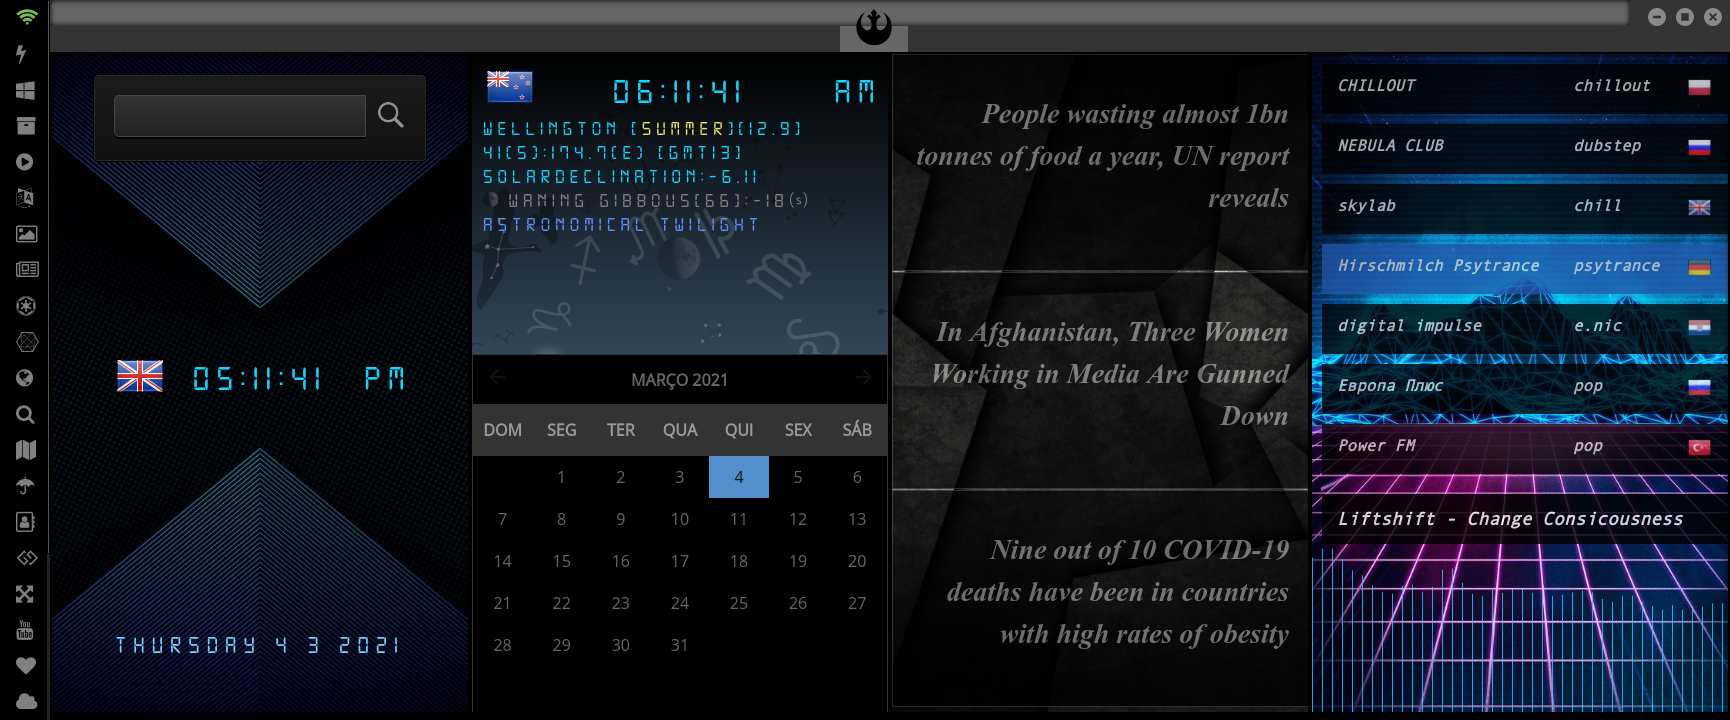 05:11:41 PM
THURSDAY 4 3 2021
06:11:41 AM
WELLINGTON [SUMMER][12.9]
41(S):174.7(E) [GMT13]
SOLARDECLINATION:-6.11
WANING GIBBOUS[66]:-18(s)
ASTRONOMICAL TWILIGHT
MARÇO 2021
DOM SEG TER QUA QUI SEX SÁB
1 2 3 4 5 6
7 8 9 10 11 12 13
14 15 16 17 18 19 20
21 22 23 24 25 26 27
28 29 30 31
People wasting almost 1bn
tonnes of food a year, UN report
reveals
In Afghanistan, Three Women
Working in Media Are Gunned
Down
Nine out of 10 COVID-19
deaths have been in countries
with high rates of obesity
CHILLOUT chillout
NEBULA CLUB dubstep
skylab chill
Hirschmilch Psytrance psytrance
digital impulse e.nic
Европа Плюс pop
Power FM pop
Liftshift - Change Consicousness
You
Tube